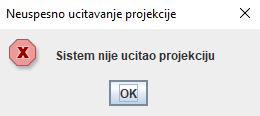 Neuspesno ucitavanje projekcije
Sistem nije ucitao projekciju
OK